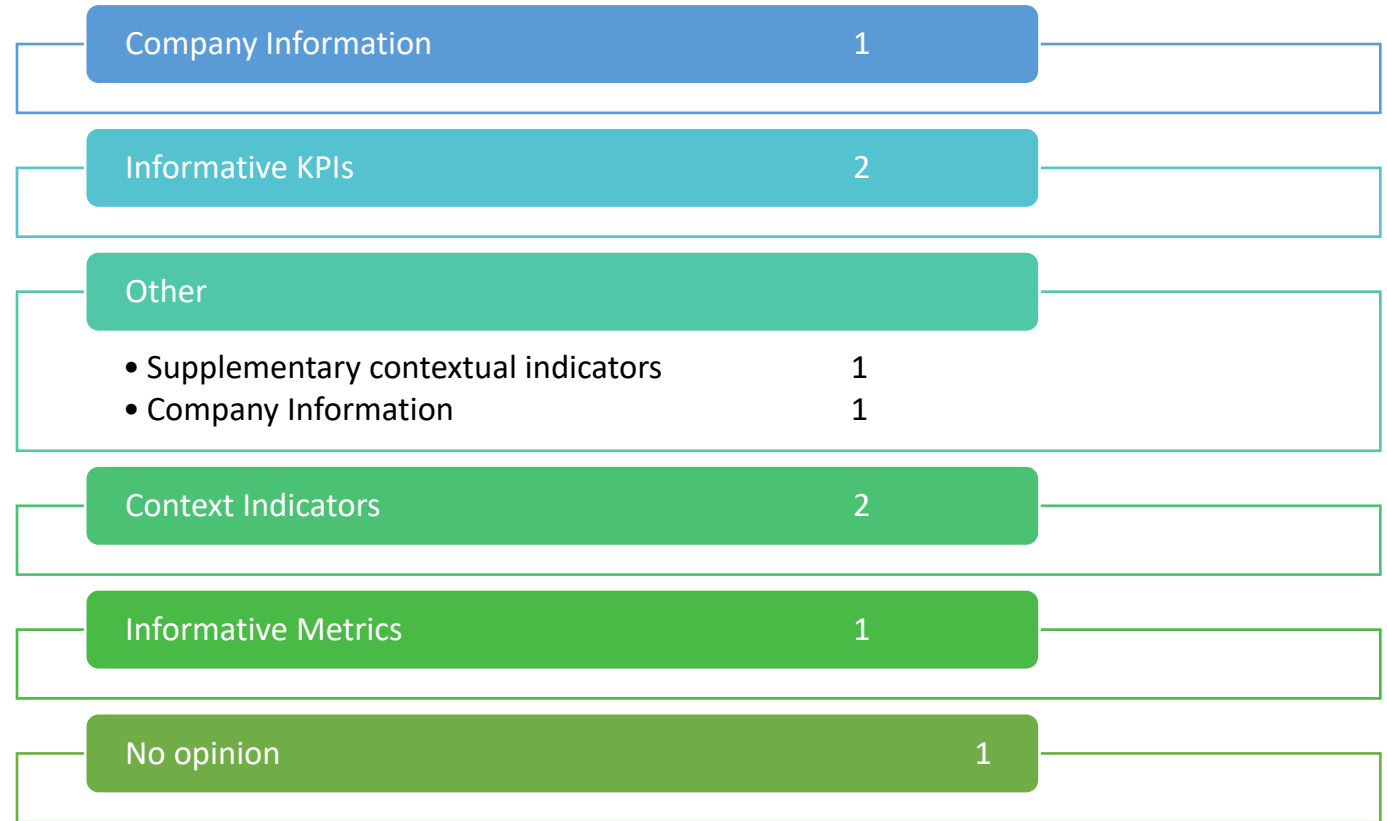 Company Information 1
Informative KPIs 2
Other
• Supplementary contextual indicators 1
• Company Information 1
Context Indicators 2
Informative Metrics 1
No opinion 1